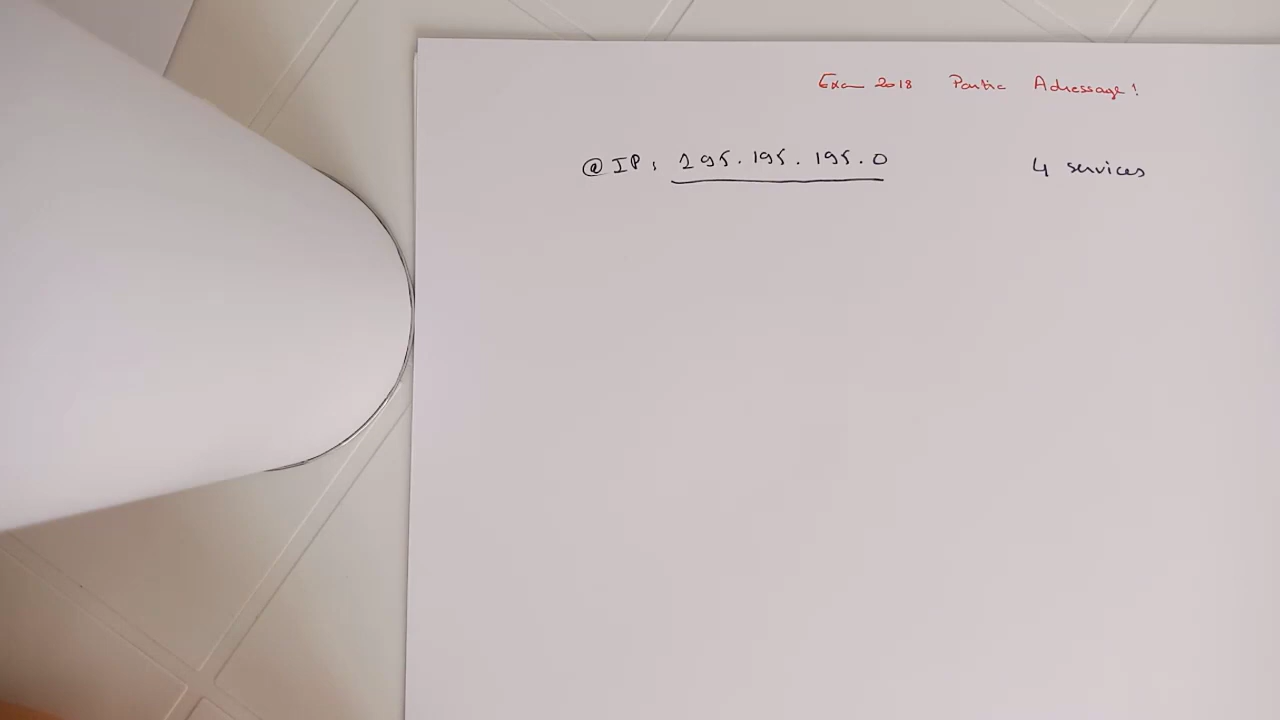 Exa 2018 Partie Adressage !
@ IP : 195.195.195.0 4 services